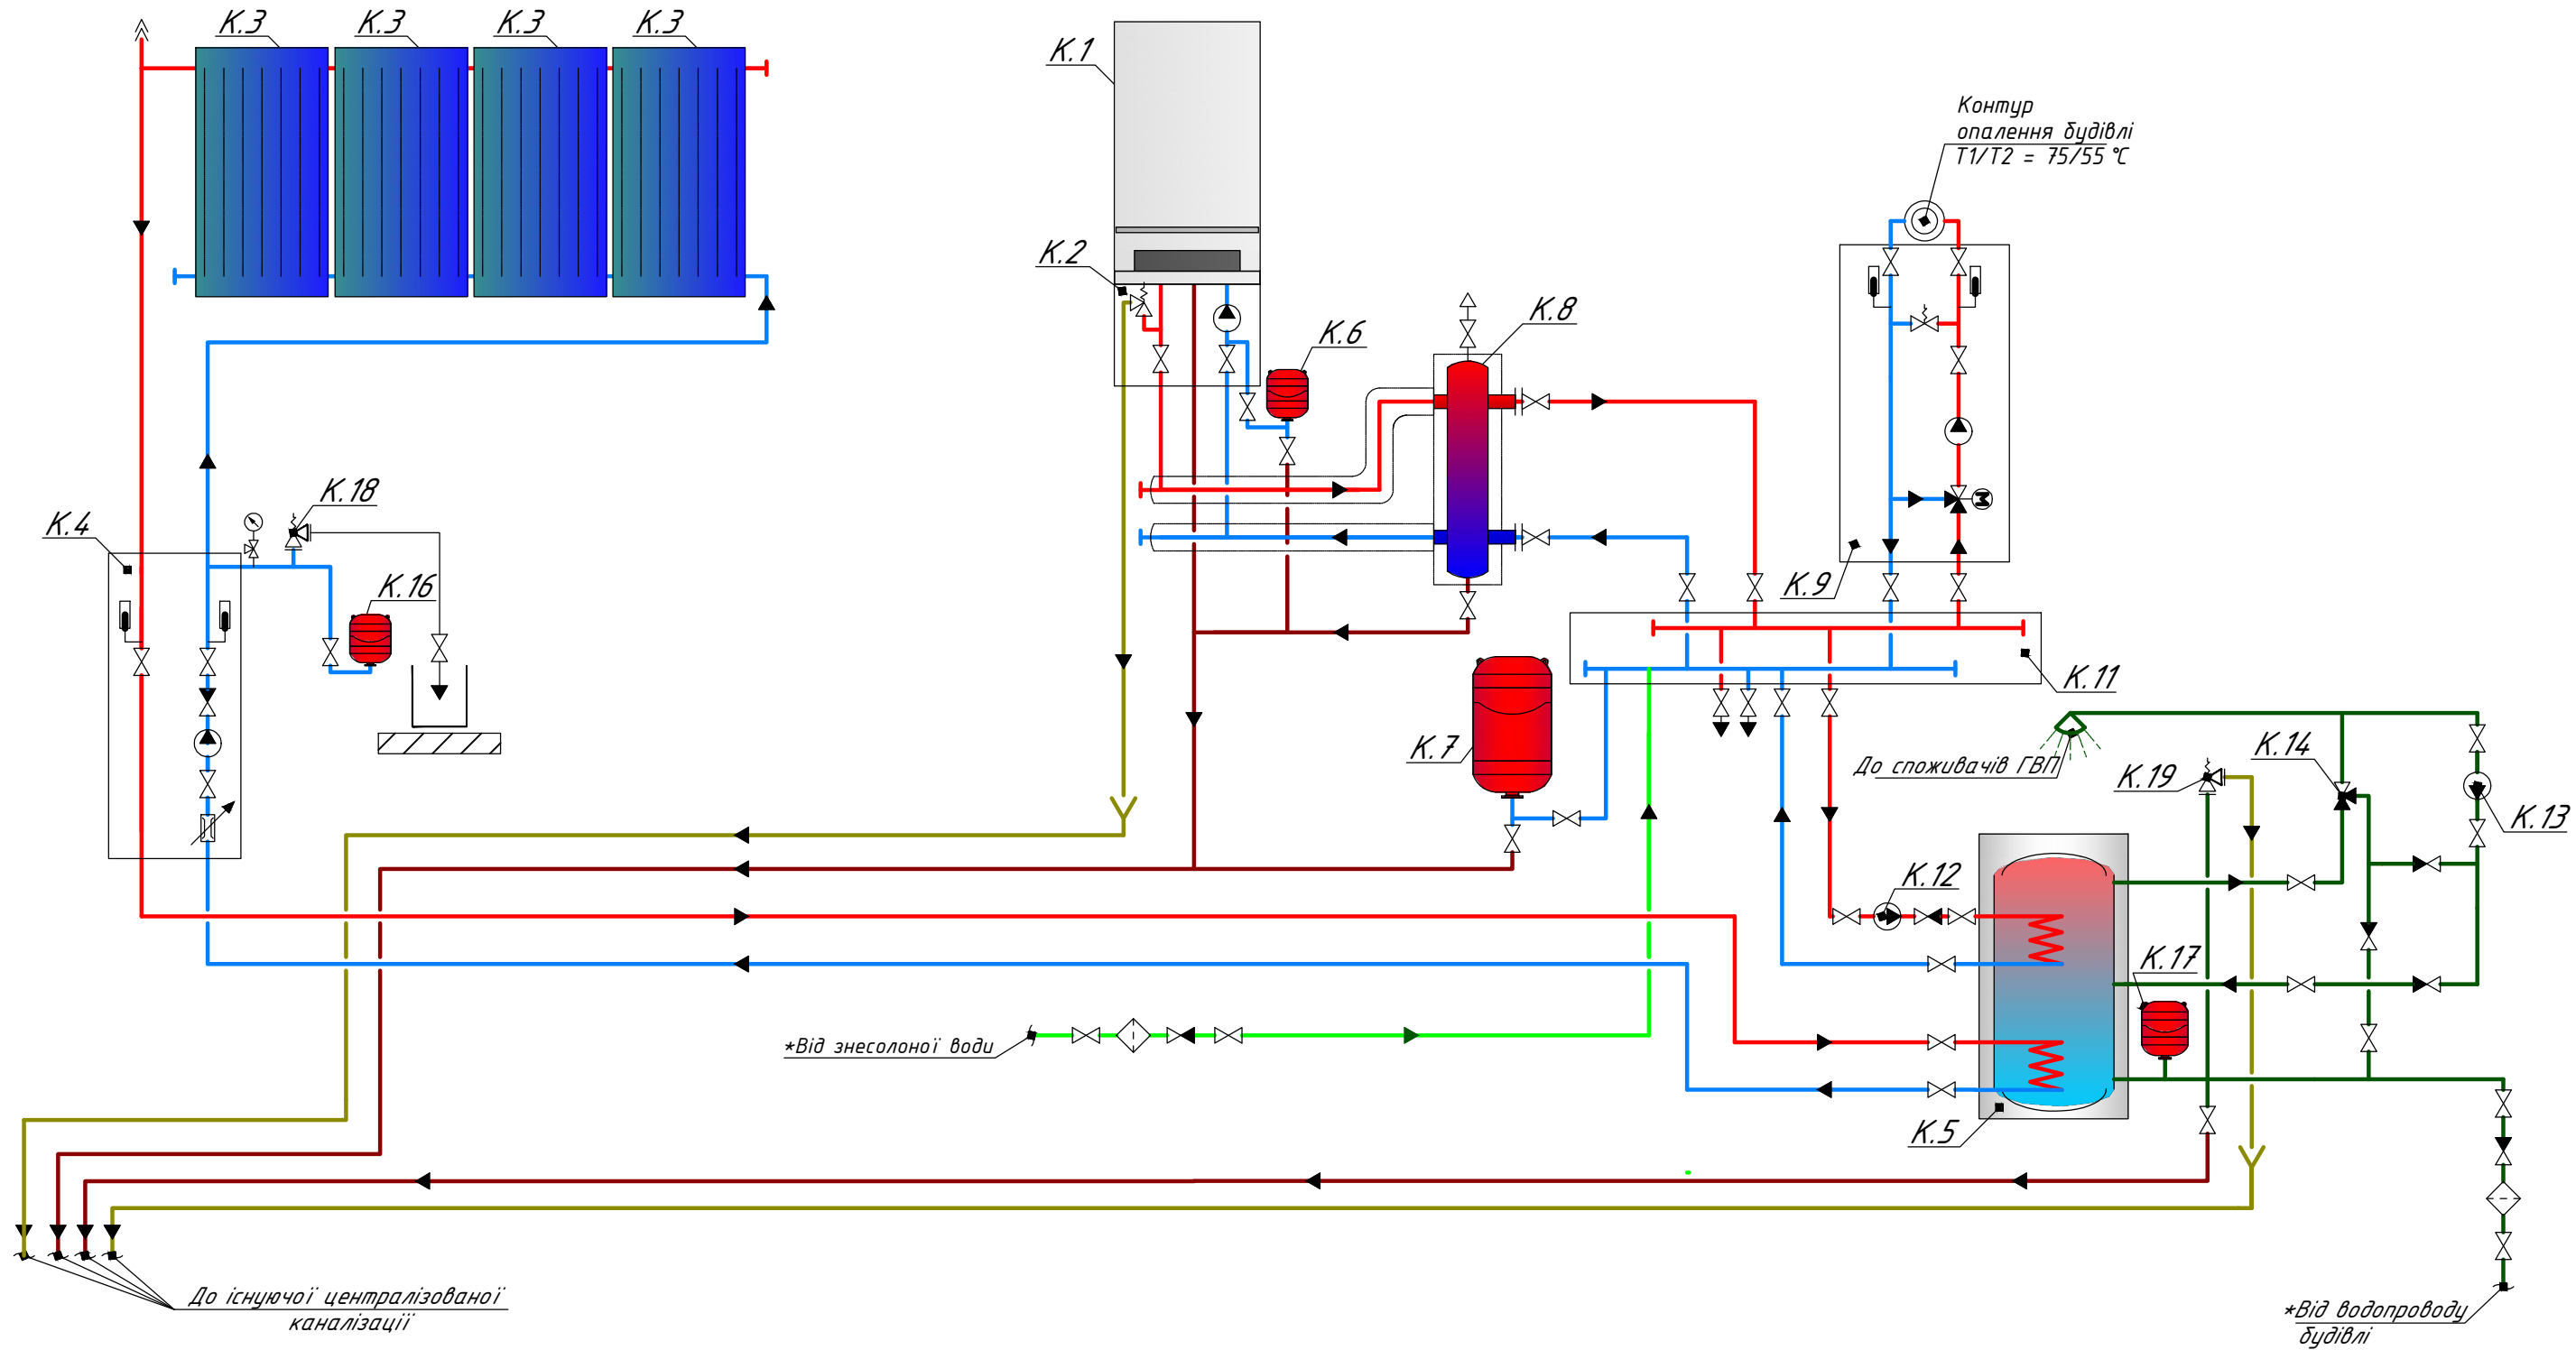 К.3
К.3
К.3
К.3
К.1
К.2
К.6
К.8
Контур
опалення будівлі
Т1/Т2 = 75/55 °С
К.18
К.4
К.16
К.9
М
К.11
К.7
До споживачів ГВП
К.19
К.14
К.13
К.12
К.17
*Від знесолоної води
К.5
До існуючої централізованої
каналізації
*Від водопроводу
будівлі